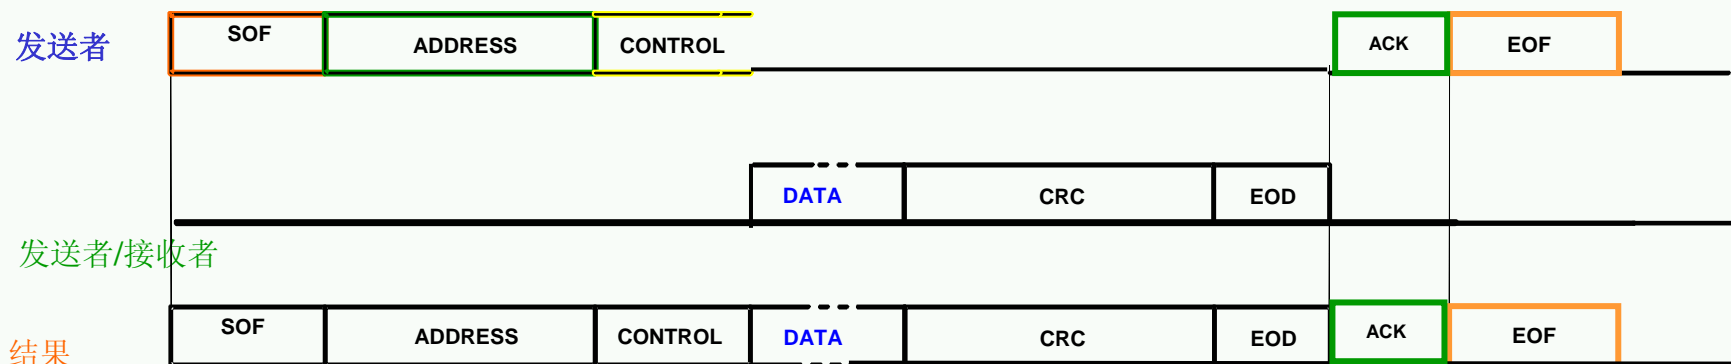 发送者 SOF ADDRESS CONTROL ACK EOF
DATA CRC EOD
发送者/接收者
结果 SOF ADDRESS CONTROL DATA CRC EOD ACK EOF